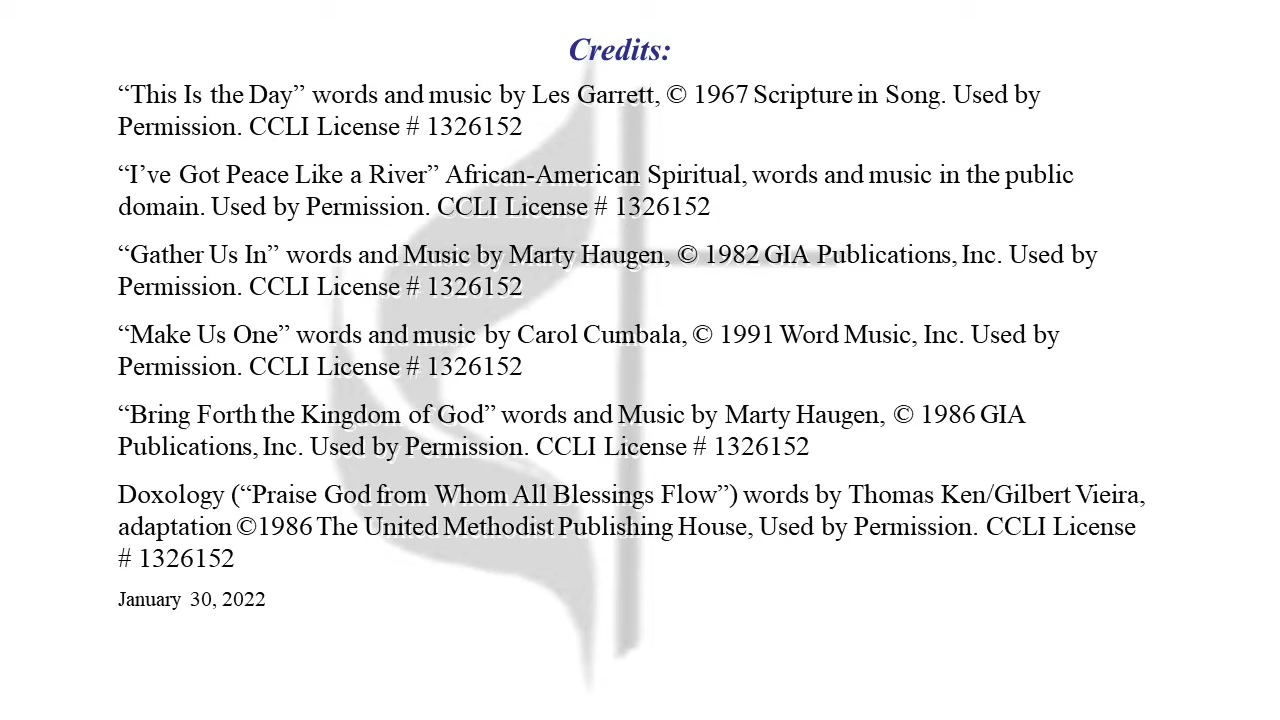 Credits:
“This Is the Day” words and music by Les Garrett, © 1967 Scripture in Song. Used by
Permission. CCLI License # 1326152
“I’ve Got Peace Like a River” African-American Spiritual, words and music in the public
domain. Used by Permission. CCLI License # 1326152
“Gather Us In” words and Music by Marty Haugen, © 1982 GIA Publications, Inc. Used by
Permission. CCLI License # 1326152
“Make Us One” words and music by Carol Cumbala, © 1991 Word Music, Inc. Used by
Permission. CCLI License # 1326152
“Bring Forth the Kingdom of God” words and Music by Marty Haugen, © 1986 GIA
Publications, Inc. Used by Permission. CCLI License # 1326152
Doxology (“Praise God from Whom All Blessings Flow”) words by Thomas Ken/Gilbert Vieira,
adaptation ©1986 The United Methodist Publishing House, Used by Permission. CCLI License
# 1326152
January 30, 2022